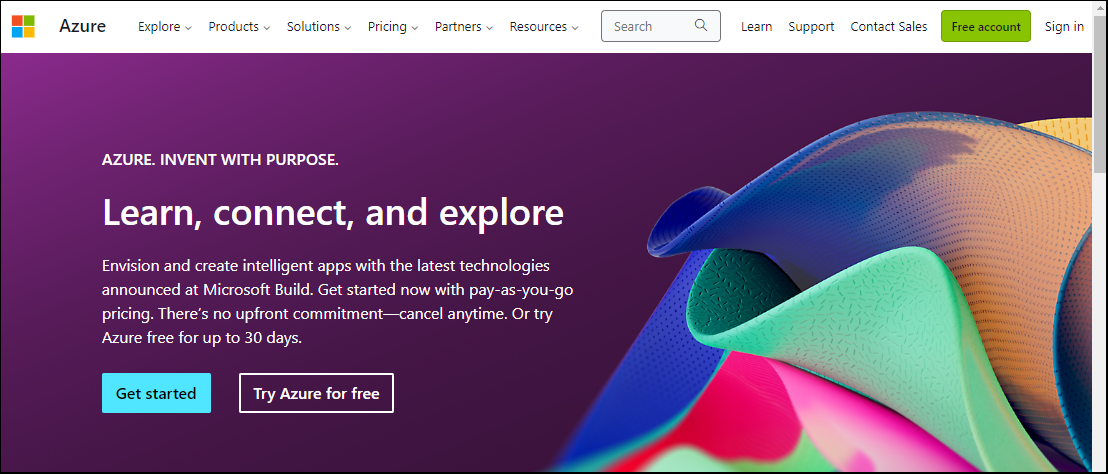 Azure Explore Products Solutions Pricing Partners Resources Search Learn Support Contact Sales Free account Sign in
AZURE. INVENT WITH PURPOSE.
Learn, connect, and explore
Envision and create intelligent apps with the latest technologies
announced at Microsoft Build. Get started now with pay-as-you-go
pricing. There’s no upfront commitment—cancel anytime. Or try
Azure free for up to 30 days.
Get started Try Azure for free